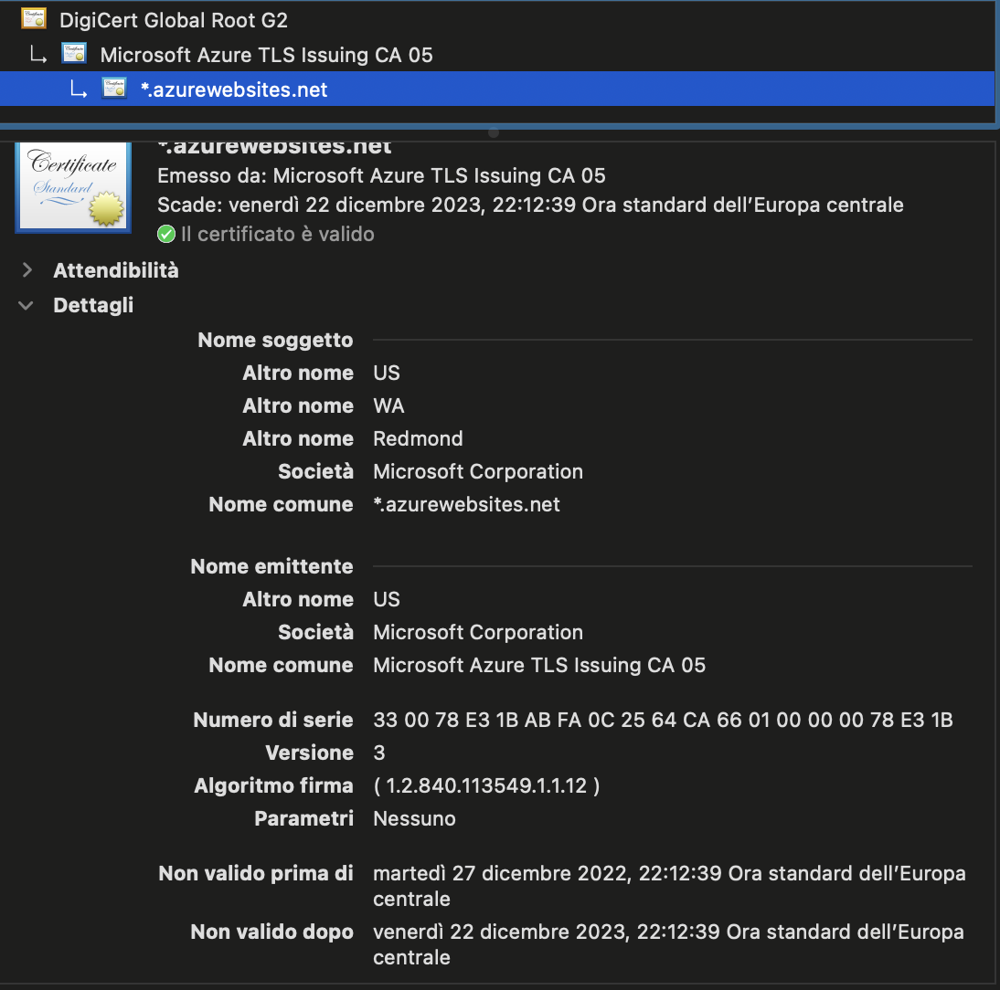 DigiCert Global Root G2
Microsoft Azure TLS Issuing CA 05
*.azurewebsites.net
Certificate
Standard
*.azurewebsites.net
Emesso da: Microsoft Azure TLS Issuing CA 05
Scade: venerdì 22 dicembre 2023, 22:12:39 Ora standard dell’Europa centrale
Il certificato è valido
Attendibilità
Dettagli
Nome soggetto
Altro nome US
Altro nome WA
Altro nome Redmond
Società Microsoft Corporation
Nome comune *.azurewebsites.net
Nome emittente
Altro nome US
Società Microsoft Corporation
Nome comune Microsoft Azure TLS Issuing CA 05
Numero di serie 33 00 78 E3 1B AB FA 0C 25 64 CA 66 01 00 00 00 78 E3 1B
Versione 3
Algoritmo firma ( 1.2.840.113549.1.1.12 )
Parametri Nessuno
Non valido prima di martedì 27 dicembre 2022, 22:12:39 Ora standard dell’Europa
centrale
Non valido dopo venerdì 22 dicembre 2023, 22:12:39 Ora standard dell’Europa
centrale